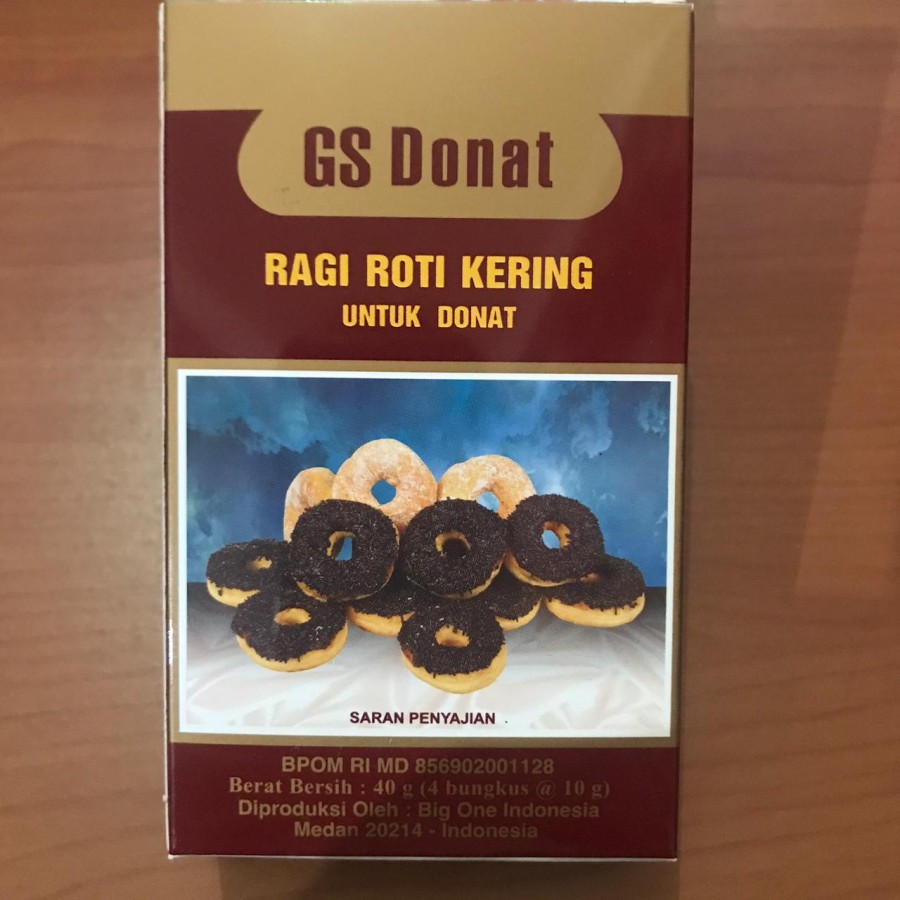 GS Donat
RAGI ROTI KERING
UNTUK DONAT
SARAN PENYAJIAN .
BPOM RI MD 856902001128
Berat Bersih : 40 g (4 bungkus @ 10 g)
Diproduksi Oleh : Big One Indonesia
Medan 20214 - Indonesia